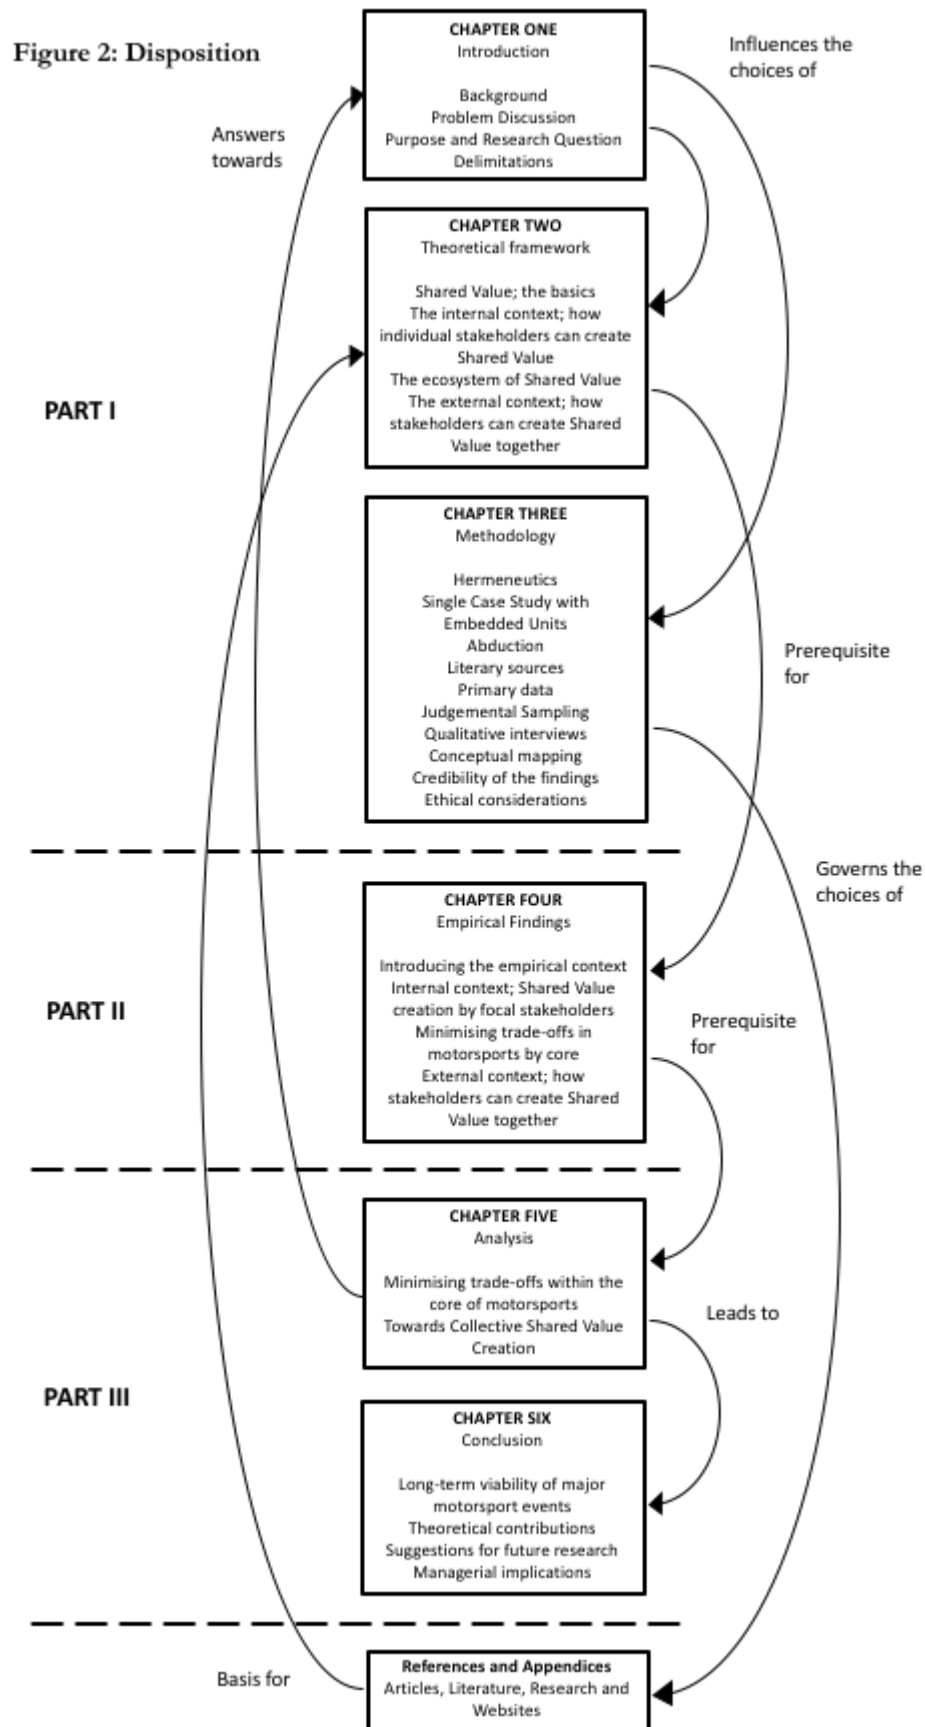 Figure 2: Disposition
CHAPTER ONE
Introduction
Background
Problem Discussion
Purpose and Research Question
Delimitations
Influences the
choices of
Answers
towards
CHAPTER TWO
Theoretical framework
Shared Value; the basics
The internal context; how
individual stakeholders can create
Shared Value
The ecosystem of Shared Value
The external context; how
stakeholders can create Shared
Value together
PART I
CHAPTER THREE
Methodology
Hermeneutics
Single Case Study with
Embedded Units
Abduction
Literary sources
Primary data
Judgemental Sampling
Qualitative interviews
Conceptual mapping
Credibility of the findings
Ethical considerations
Prerequisite
for
Governs the
choices of
CHAPTER FOUR
Empirical Findings
Introducing the empirical context
Internal context; Shared Value
creation by focal stakeholders
Minimising trade-offs in
motorsports by core
External context; how
stakeholders can create Shared
Value together
PART II
Prerequisite
for
CHAPTER FIVE
Analysis
Minimising trade-offs within the
core of motorsports
Towards Collective Shared Value
Creation
Leads to
PART III
CHAPTER SIX
Conclusion
Long-term viability of major
motorsport events
Theoretical contributions
Suggestions for future research
Managerial implications
Basis for
References and Appendices
Articles, Literature, Research and
Websites